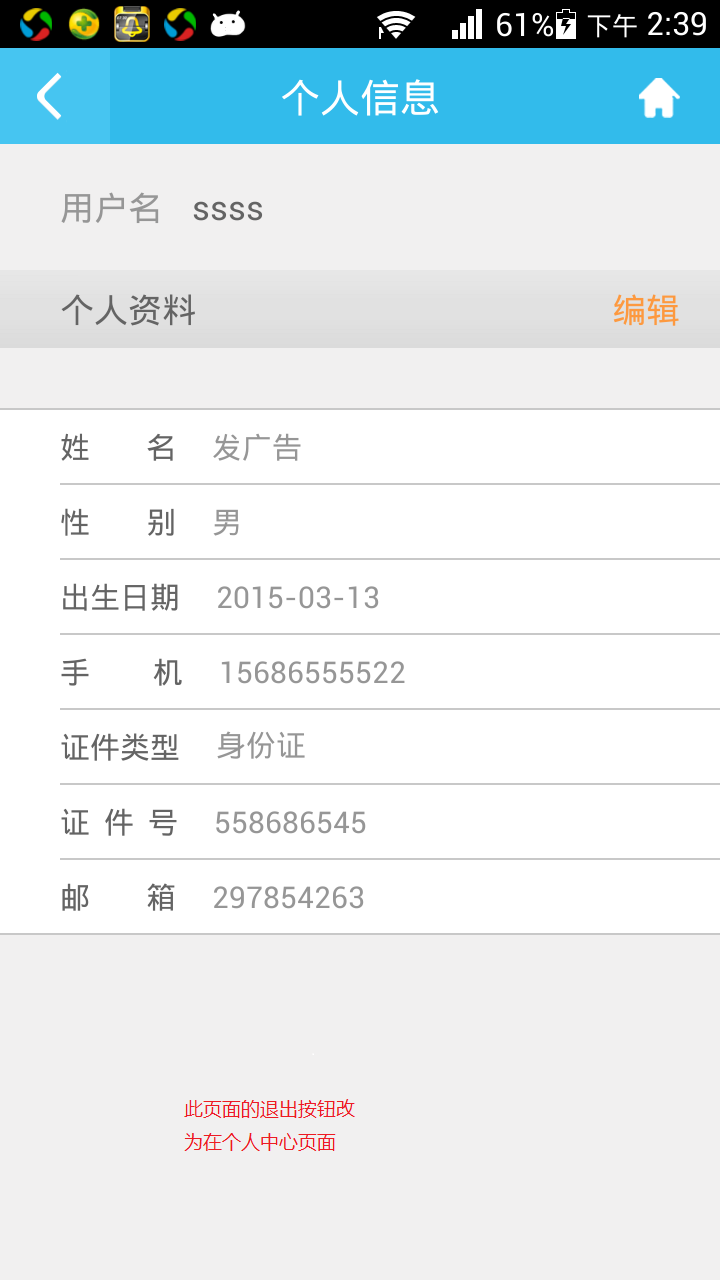 61% 下午 2:39
个人信息
用户名 ssss
个人资料 编辑
姓 名 发广告
性 别 男
出生日期 2015-03-13
手 机 15686555522
证件类型 身份证
证 件 号 558686545
邮 箱 297854263
此页面的退出按钮改
为在个人中心页面